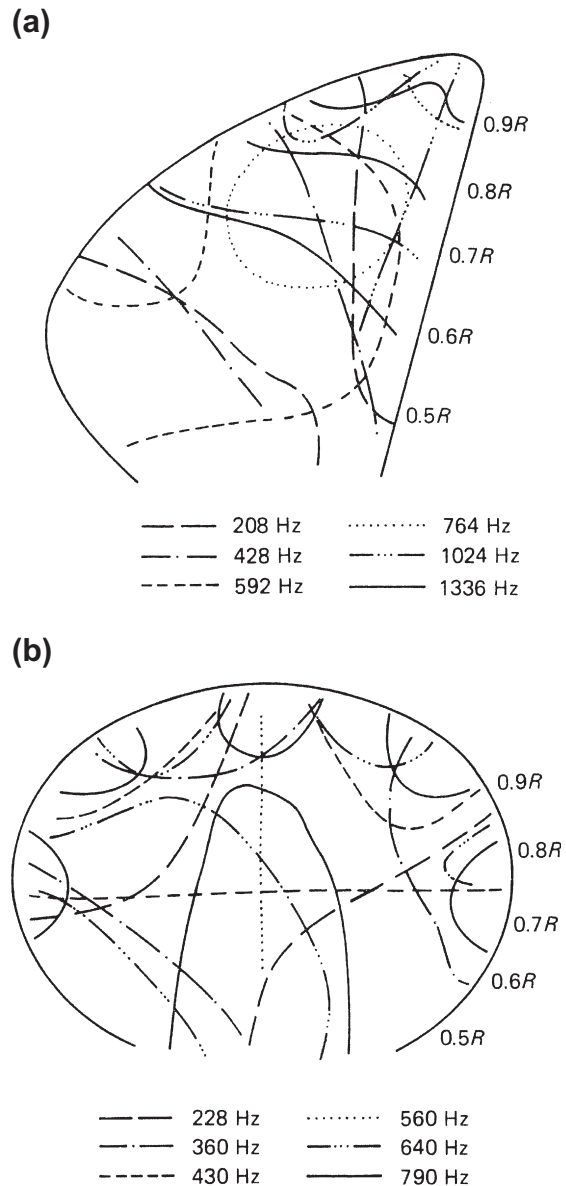 (a)
0.9R
0.8R
0.7R
0.6R
0.5R
208 Hz 764 Hz
428 Hz 1024 Hz
592 Hz 1336 Hz
(b)
0.9R
0.8R
0.7R
0.6R
0.5R
228 Hz 560 Hz
360 Hz 640 Hz
430 Hz 790 Hz